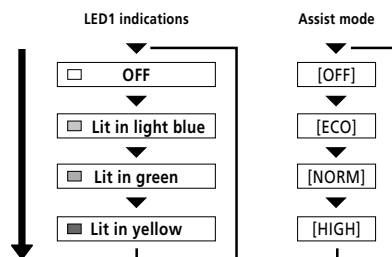 LED1 indications Assist mode
OFF [OFF]
Lit in light blue [ECO]
Lit in green [NORM]
Lit in yellow [HIGH]